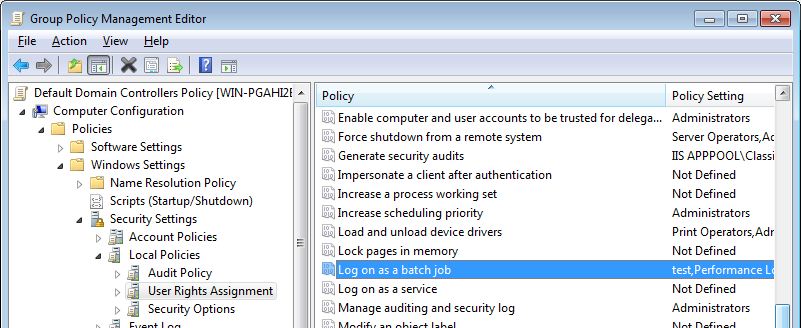 Group Policy Management Editor
File Action View Help
Default Domain Controllers Policy [WIN-PGAHI2E
Computer Configuration
Policies
Software Settings
Windows Settings
Name Resolution Policy
Scripts (Startup/Shutdown)
Security Settings
Account Policies
Local Policies
Audit Policy
User Rights Assignment
Security Options
Event Log
Policy Policy Setting
Enable computer and user accounts to be trusted for delega... Administrators
Force shutdown from a remote system Server Operators,Ad
Generate security audits IIS APPPOOL\Classi
Impersonate a client after authentication Not Defined
Increase a process working set Not Defined
Increase scheduling priority Administrators
Load and unload device drivers Print Operators,Adm
Lock pages in memory Not Defined
Log on as a batch job test,Performance Lo
Log on as a service Not Defined
Manage auditing and security log Administrators
Modify an object label Not Defined